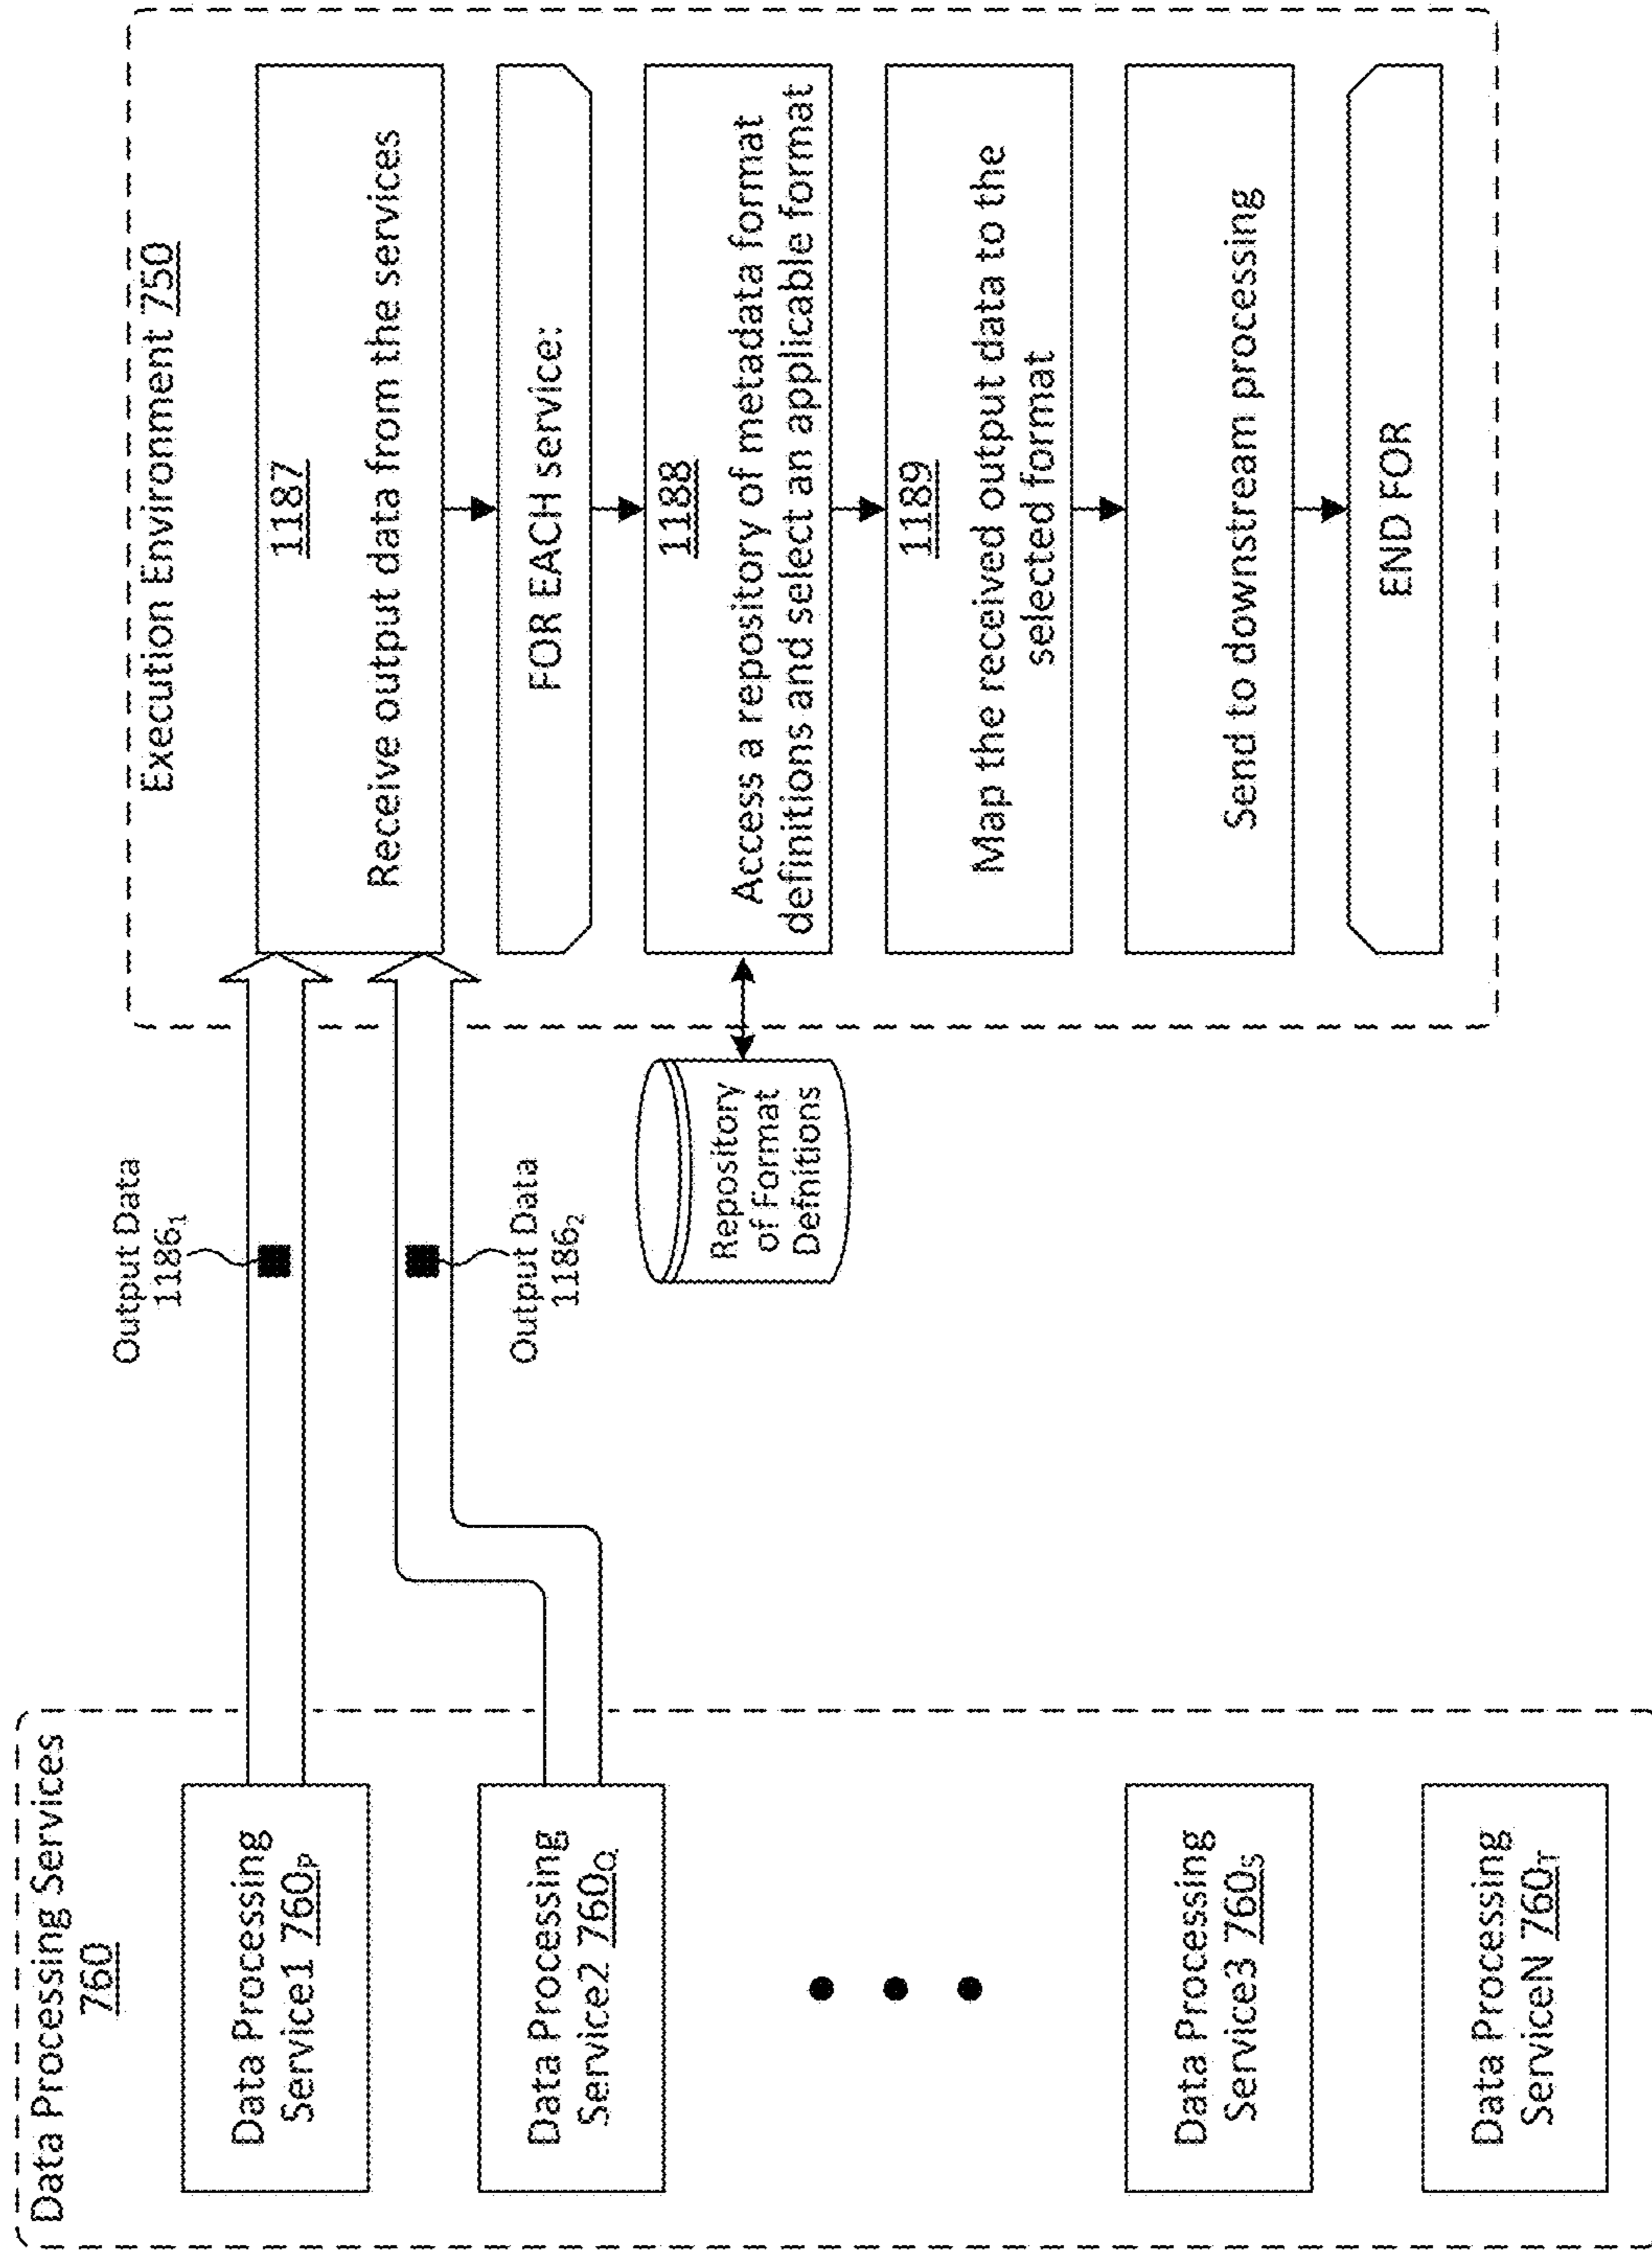 Data Processing Services
760
Data Processing
Service1 760P
Data Processing
Service2 760Q
Data Processing
Service3 760S
Data Processing
ServiceN 760T
Output Data
1186₁
Output Data
1186₂
Repository
of Format
Defnitions
Execution Environment 750
1187
Receive output data from the services
FOR EACH service:
1188
Access a repository of metadata format
definitions and select an applicable format
1189
Map the received output data to the
selected format
Send to downstream processing
END FOR